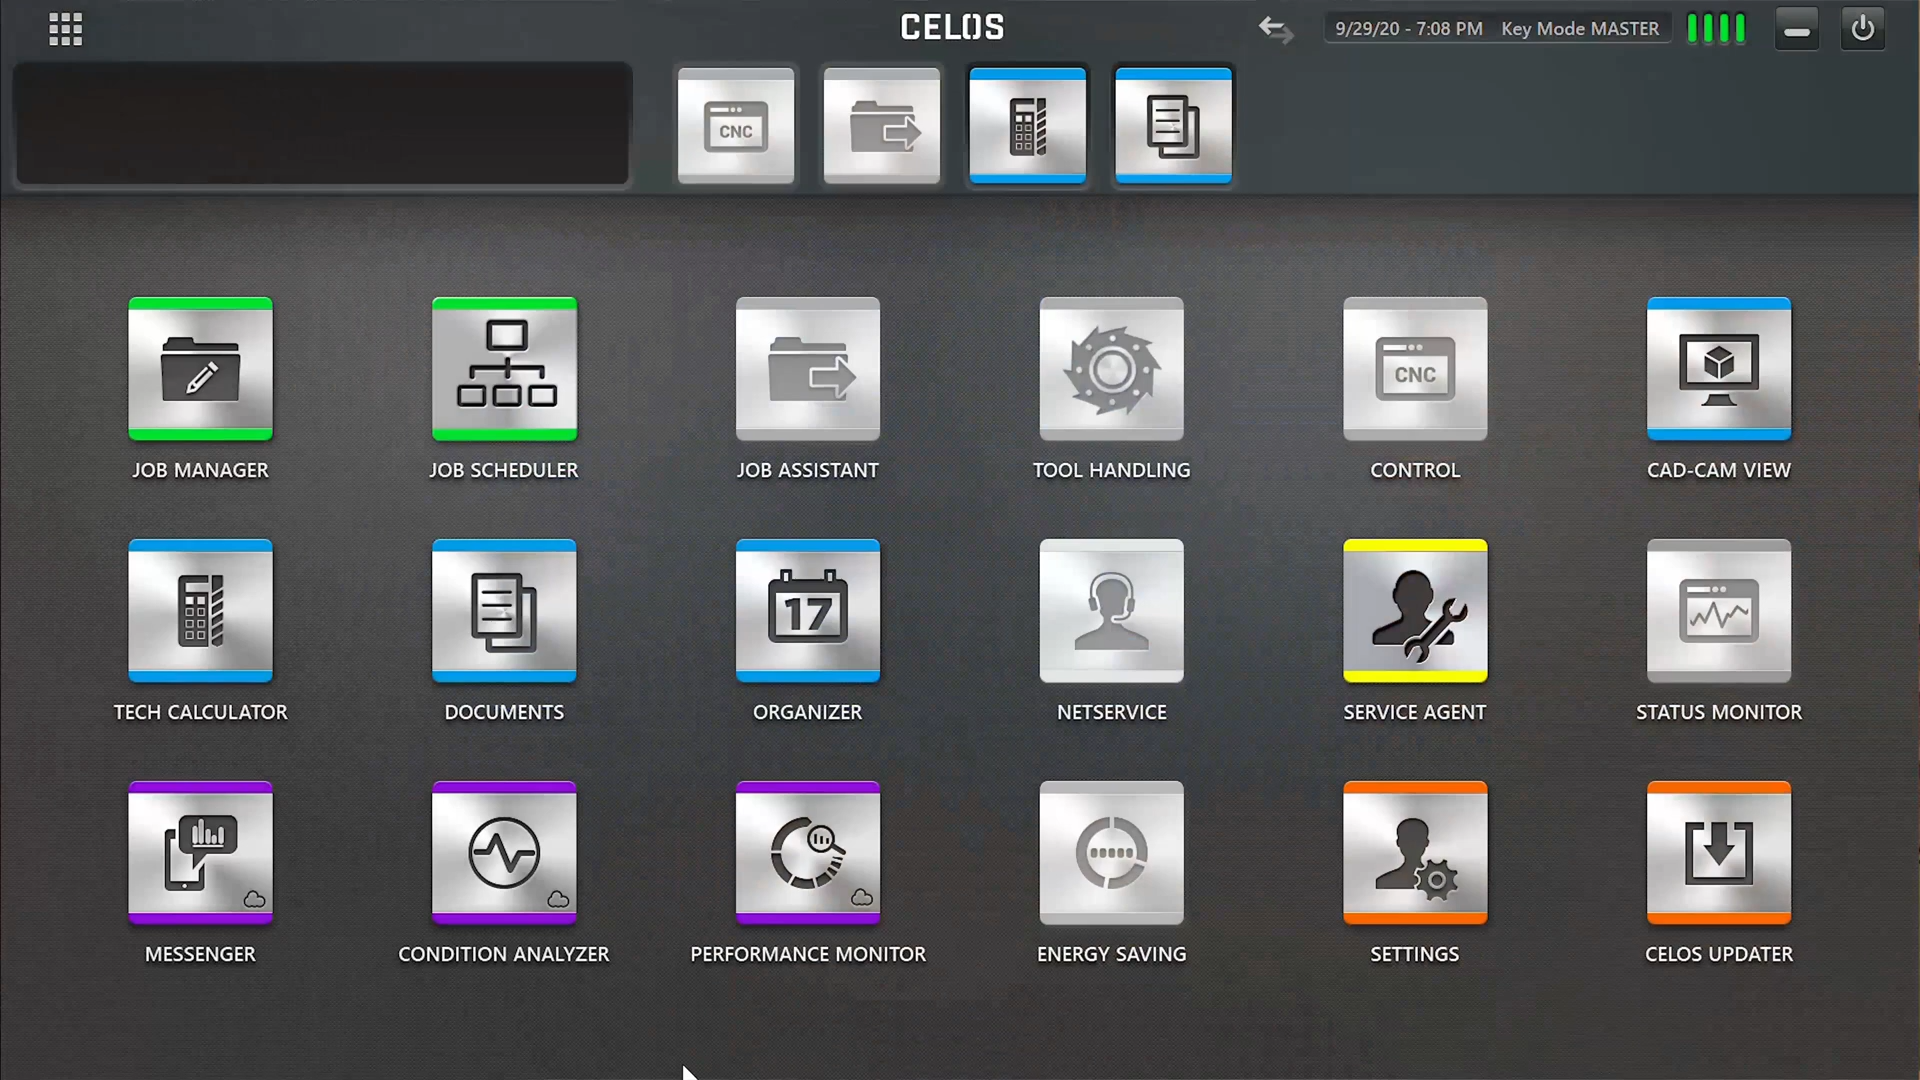 CELOS
9/29/20 - 7:08 PM Key Mode MASTER
CNC
CNC
JOB MANAGER
JOB SCHEDULER
JOB ASSISTANT
TOOL HANDLING
CONTROL
CAD-CAM VIEW
17
TECH CALCULATOR
DOCUMENTS
ORGANIZER
NETSERVICE
SERVICE AGENT
STATUS MONITOR
MESSENGER
CONDITION ANALYZER
PERFORMANCE MONITOR
ENERGY SAVING
SETTINGS
CELOS UPDATER